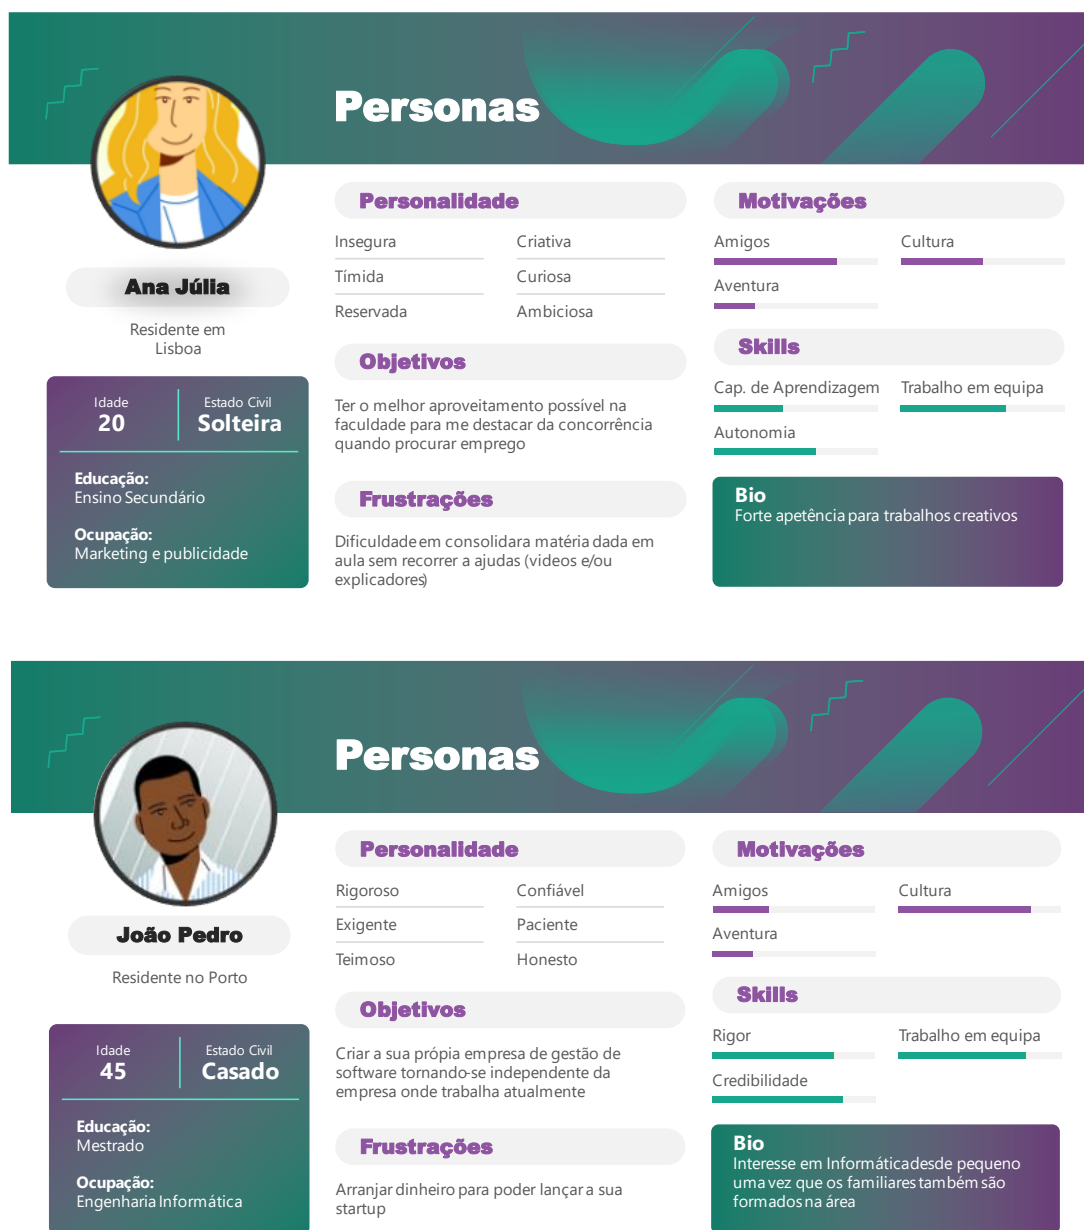 Personas
Ana Júlia
Residente em
Lisboa
Idade
20
Estado Civil
Solteira
Educação:
Ensino Secundário
Ocupação:
Marketing e publicidade
Personalidade
Insegura
Criativa
Tímida
Curiosa
Reservada
Ambiciosa
Objetivos
Ter o melhor aproveitamento possível na
faculdade para me destacar da concorrência
quando procurar emprego
Frustrações
Dificuldade em consolidara matéria dada em
aula sem recorrer a ajudas (videos e/ou
explicadores)
Motivações
Amigos
Cultura
Aventura
Skills
Cap. de Aprendizagem
Trabalho em equipa
Autonomia
Bio
Forte apetência para trabalhos creativos
Personas
João Pedro
Residente no Porto
Idade
45
Estado Civil
Casado
Educação:
Mestrado
Ocupação:
Engenharia Informática
Personalidade
Rigoroso
Confiável
Exigente
Paciente
Teimoso
Honesto
Objetivos
Criar a sua própia empresa de gestão de
software tornando-se independente da
empresa onde trabalha atualmente
Frustrações
Arranjar dinheiro para poder lançar a sua
startup
Motivações
Amigos
Cultura
Aventura
Skills
Rigor
Trabalho em equipa
Credibilidade
Bio
Interesse em Informáticadesde pequeno
uma vez que os familiares também são
formados na área